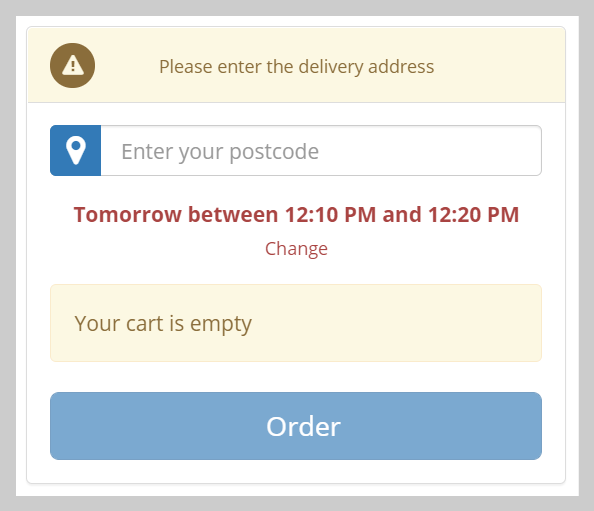 Please enter the delivery address
Enter your postcode
Tomorrow between 12:10 PM and 12:20 PM
Change
Your cart is empty
Order